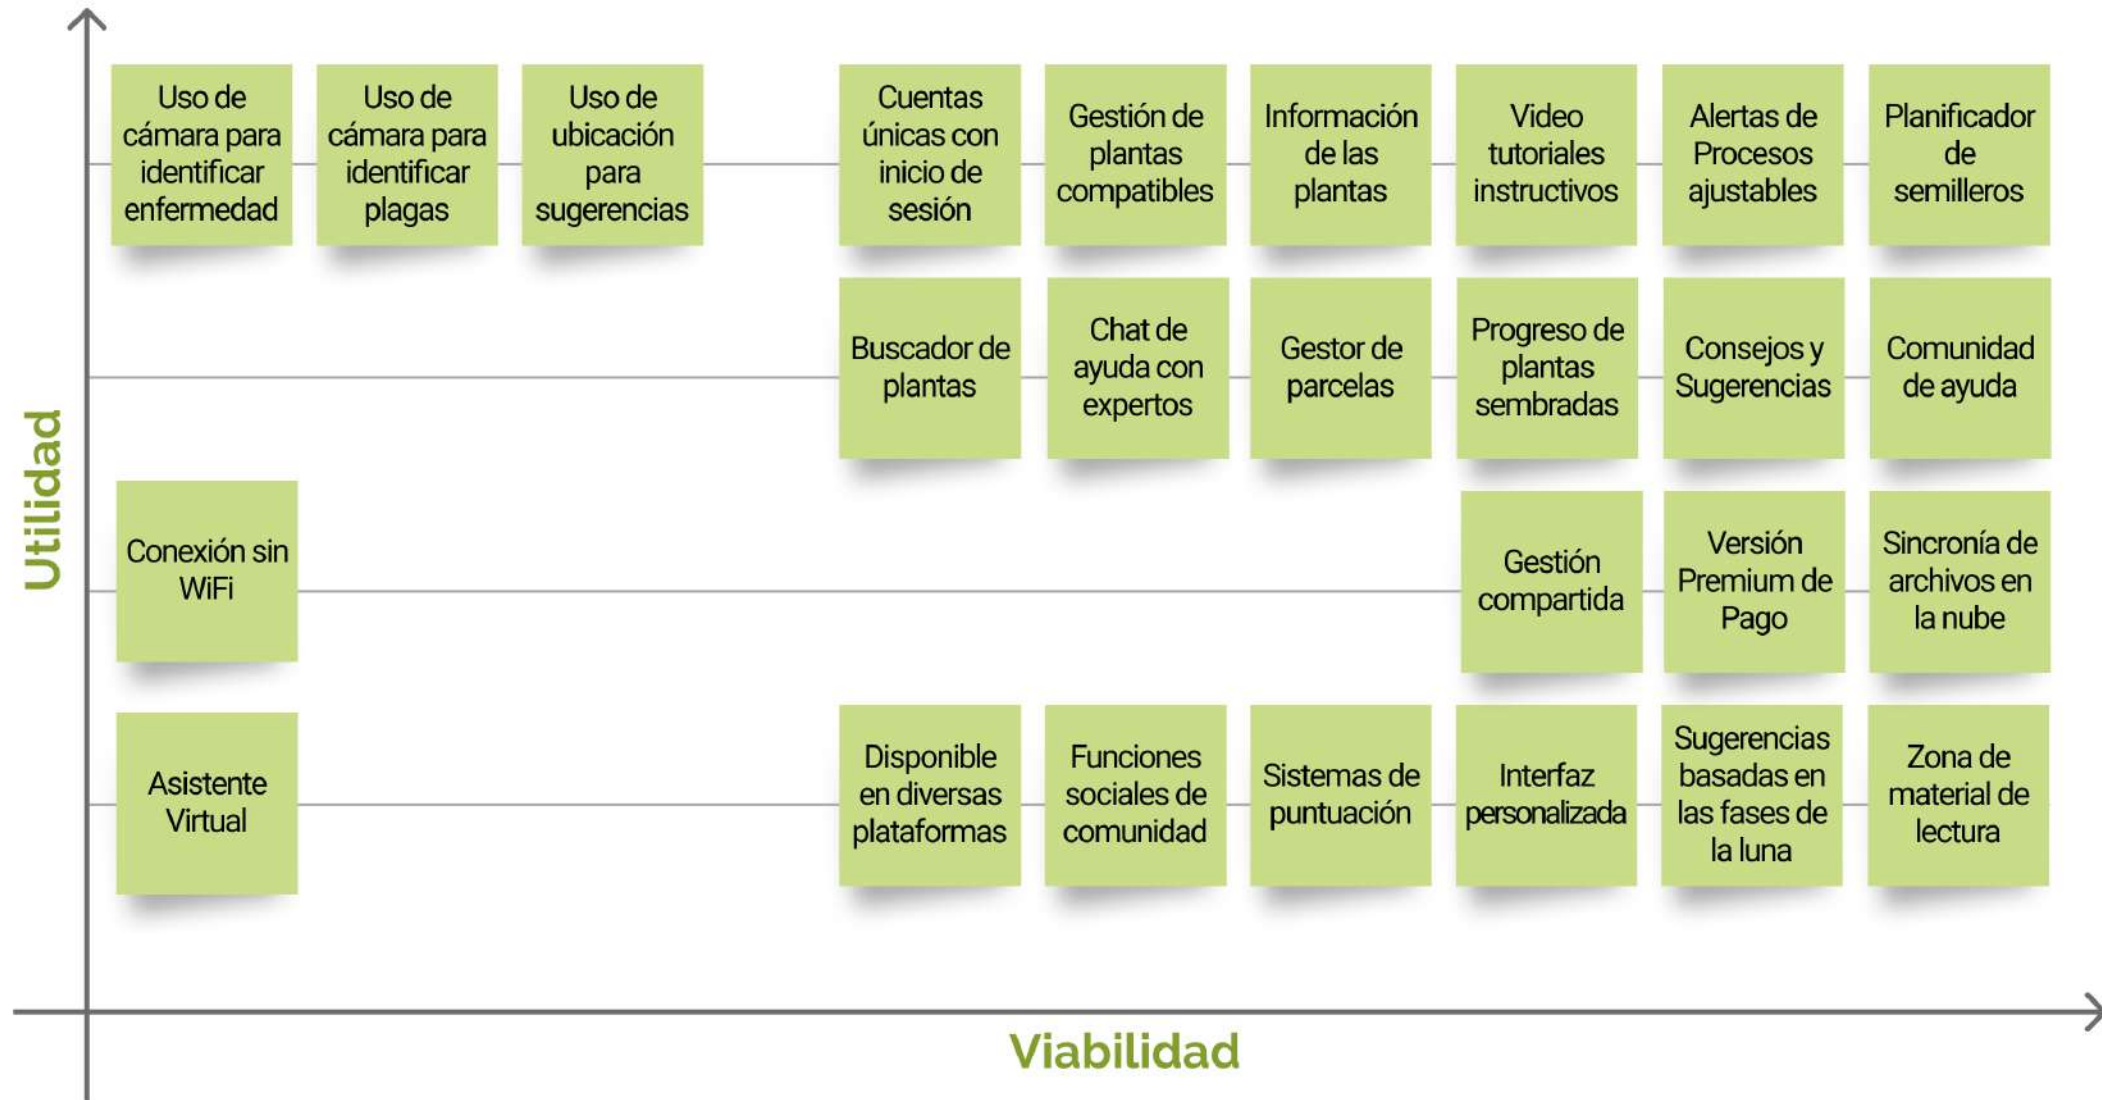 Uso de
cámara para
identificar
enfermedad
Uso de
cámara para
identificar
plagas
Uso de
ubicación
para
sugerencias
Cuentas
únicas con
inicio de
sesión
Gestión de
plantas
compatibles
Información
de las
plantas
Video
tutoriales
instructivos
Alertas de
Procesos
ajustables
Planificador
de
semilleros
Buscador de
plantas
Chat de
ayuda con
expertos
Gestor de
parcelas
Progreso de
plantas
sembradas
Consejos y
Sugerencias
Comunidad
de ayuda
Utilidad
Conexión sin
WiFi
Gestión
compartida
Versión
Premium de
Pago
Sincronía de
archivos en
la nube
Asistente
Virtual
Disponible
en diversas
plataformas
Funciones
sociales de
comunidad
Sistemas de
puntuación
Interfaz
personalizada
Sugerencias
basadas en
las fases de
la luna
Zona de
material de
lectura
Viabilidad